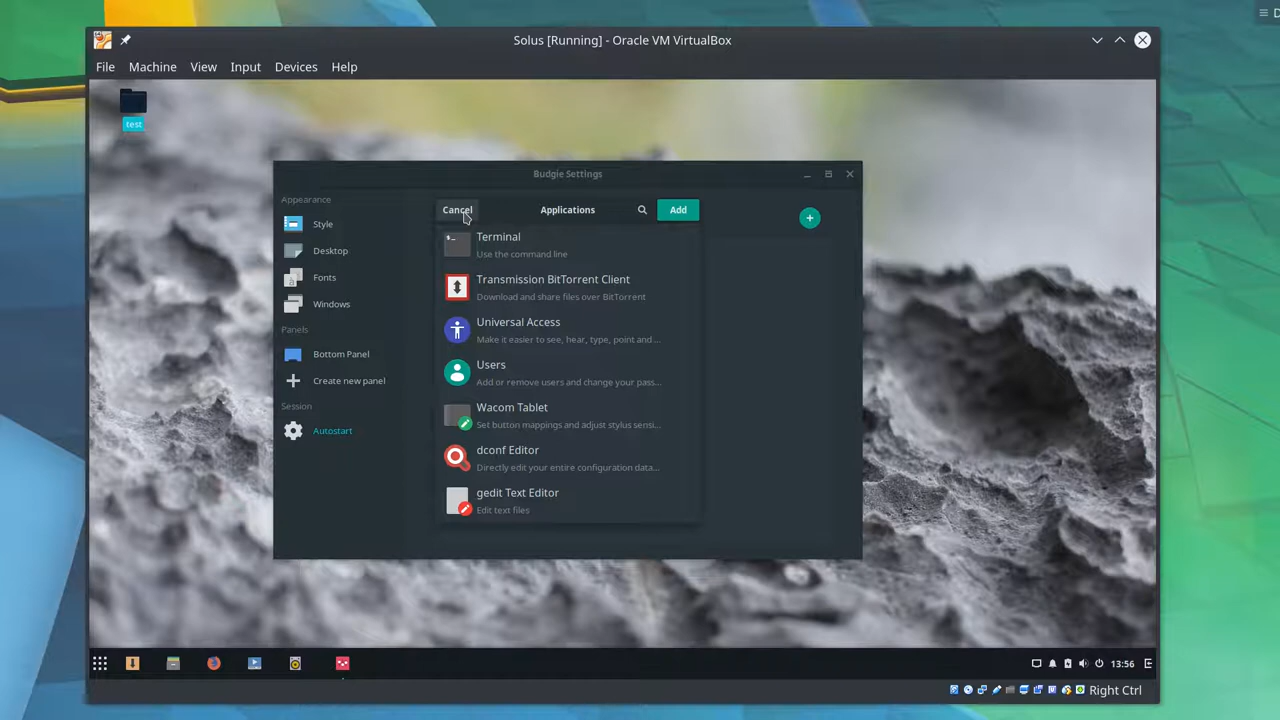 Solus [Running] - Oracle VM VirtualBox
File Machine View Input Devices Help
test
Budgie Settings
Appearance
Style
Desktop
Fonts
Windows
Panels
Bottom Panel
Create new panel
Session
Autostart
Cancel Applications Add
Terminal
Use the command line
Transmission BitTorrent Client
Download and share files over BitTorrent
Universal Access
Make it easier to see, hear, type, point and ...
Users
Add or remove users and change your pass...
Wacom Tablet
Set button mappings and adjust stylus sensi...
dconf Editor
Directly edit your entire configuration data...
gedit Text Editor
Edit text files
13:56
Right Ctrl